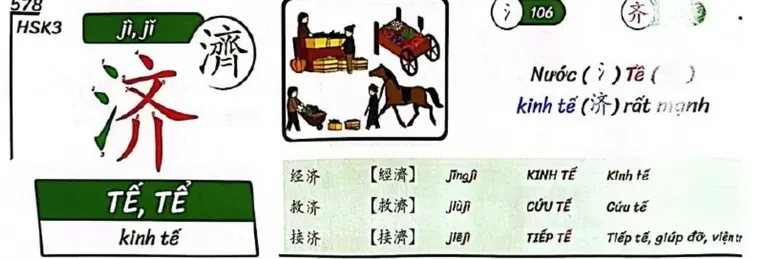 578
HSK3
jì, jǐ
濟
济
TẾ, TỂ
kinh tế
氵 106
齐
Nước (氵) Tề ( )
kinh tế (济) rất mạnh
经济 【經濟】 jīngjì KINH TẾ Kinh tế
救济 【救濟】 jiùjì CỨU TẾ Cứu tế
接济 【接濟】 jiējì TIẾP TẾ Tiếp tế, giúp đỡ, viện